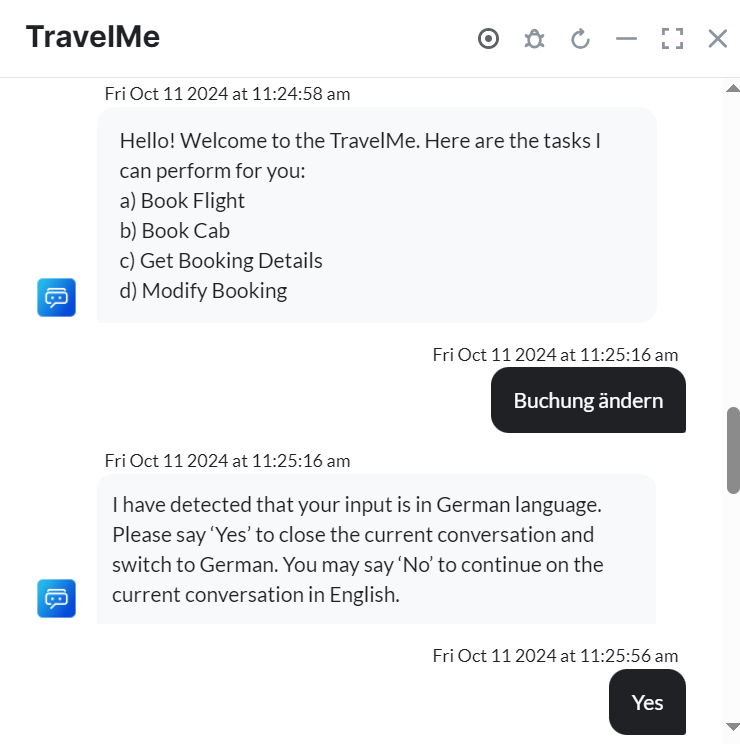 TravelMe
Fri Oct 11 2024 at 11:24:58 am
Hello! Welcome to the TravelMe. Here are the tasks I
can perform for you:
a) Book Flight
b) Book Cab
c) Get Booking Details
d) Modify Booking
Fri Oct 11 2024 at 11:25:16 am
Buchung ändern
Fri Oct 11 2024 at 11:25:16 am
I have detected that your input is in German language.
Please say ‘Yes’ to close the current conversation and
switch to German. You may say ‘No’ to continue on the
current conversation in English.
Fri Oct 11 2024 at 11:25:56 am
Yes